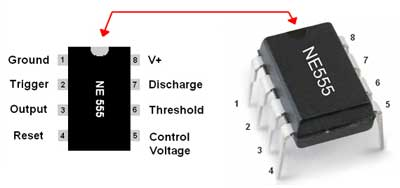 Ground 1 8 V+
Trigger 2 7 Discharge
Output 3 6 Threshold
Reset 4 5 Control
Voltage
NE 555
NE555
1
2
3
4
8
7
6
5